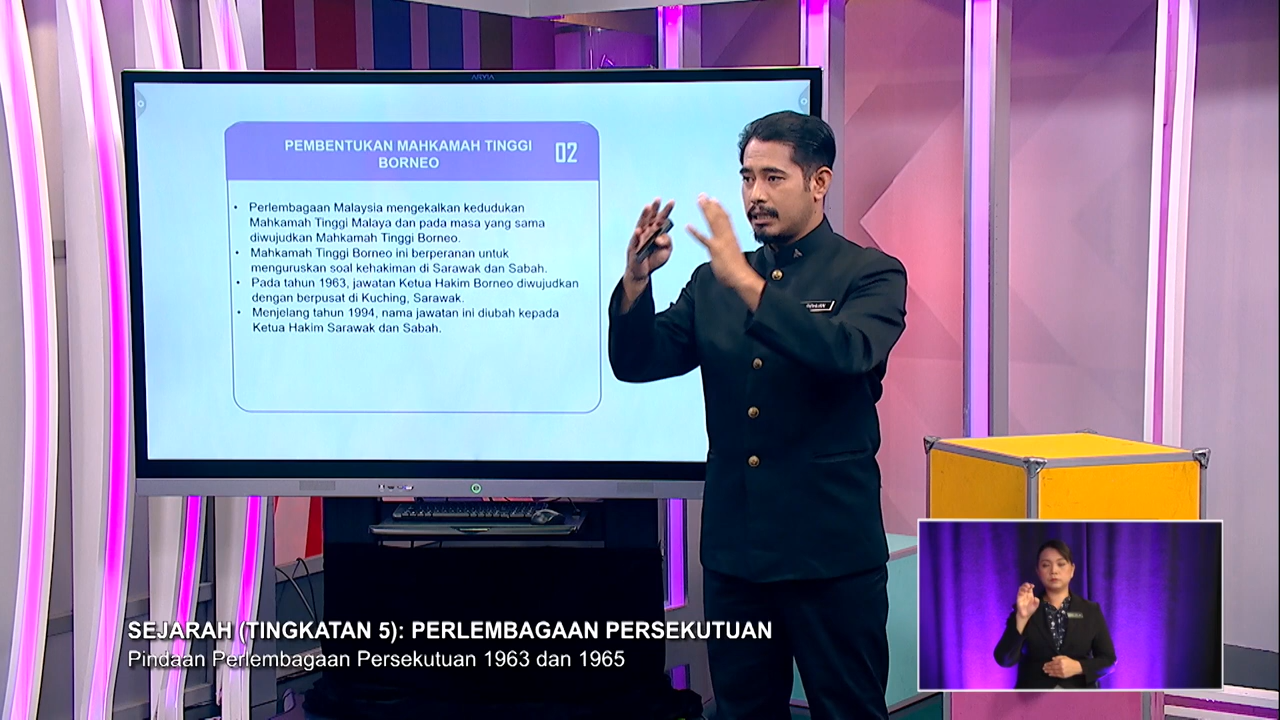 ARVIA
PEMBENTUKAN MAHKAMAH TINGGI
BORNEO
02
• Perlembagaan Malaysia mengekalkan kedudukan
Mahkamah Tinggi Malaya dan pada masa yang sama
diwujudkan Mahkamah Tinggi Borneo.
• Mahkamah Tinggi Borneo ini berperanan untuk
menguruskan soal kehakiman di Sarawak dan Sabah.
• Pada tahun 1963, jawatan Ketua Hakim Borneo diwujudkan
dengan berpusat di Kuching, Sarawak.
• Menjelang tahun 1994, nama jawatan ini diubah kepada
Ketua Hakim Sarawak dan Sabah.
SEJARAH (TINGKATAN 5): PERLEMBAGAAN PERSEKUTUAN
Pindaan Perlembagaan Persekutuan 1963 dan 1965